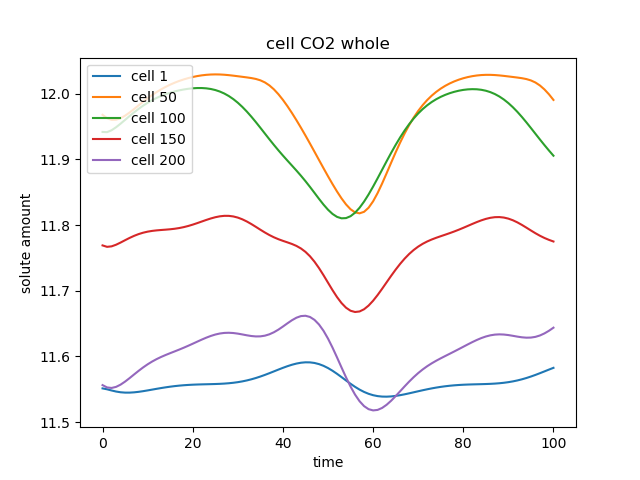 cell CO2 whole
cell 1
cell 50
cell 100
cell 150
cell 200
solute amount
12.0
11.9
11.8
11.7
11.6
11.5
0 20 40 60 80 100
time